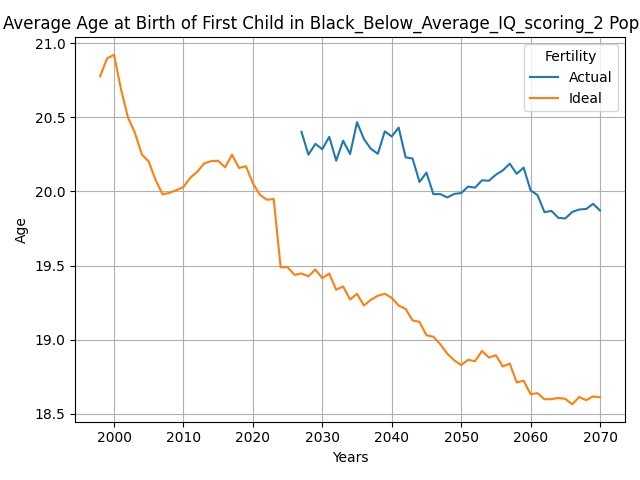 Average Age at Birth of First Child in Black_Below_Average_IQ_scoring_2 Pop
21.0
20.5
20.0
19.5
19.0
18.5
Age
Fertility
Actual
Ideal
2000 2010 2020 2030 2040 2050 2060 2070
Years